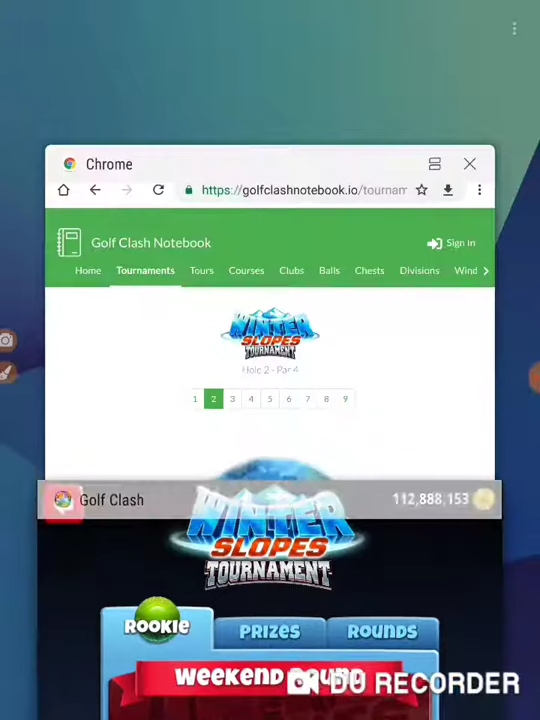 Chrome
https://golfclashnotebook.io/tournam
Golf Clash Notebook
Sign in
Home Tournaments Tours Courses Clubs Balls Chests Divisions Wind
WINTER
SLOPES
TOURNAMENT
Hole 2 - Par 4
1 2 3 4 5 6 7 8 9
Golf Clash
112,888,153
WINTER
SLOPES
TOURNAMENT
ROOKIE PRIZES ROUNDS
WEEKEND ROUND
DU RECORDER